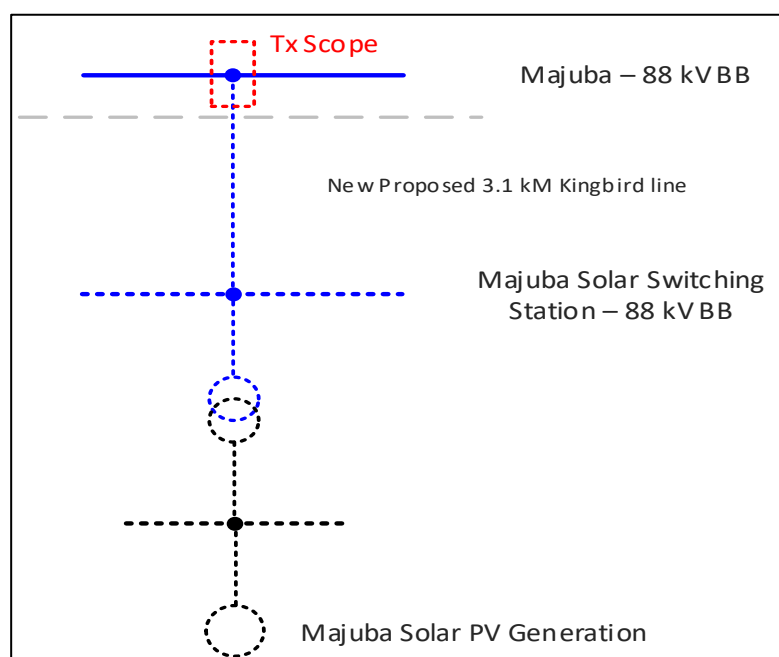 Tx Scope
Majuba – 88 kV BB
New Proposed 3.1 kM Kingbird line
Majuba Solar Switching
Station – 88 kV BB
Majuba Solar PV Generation